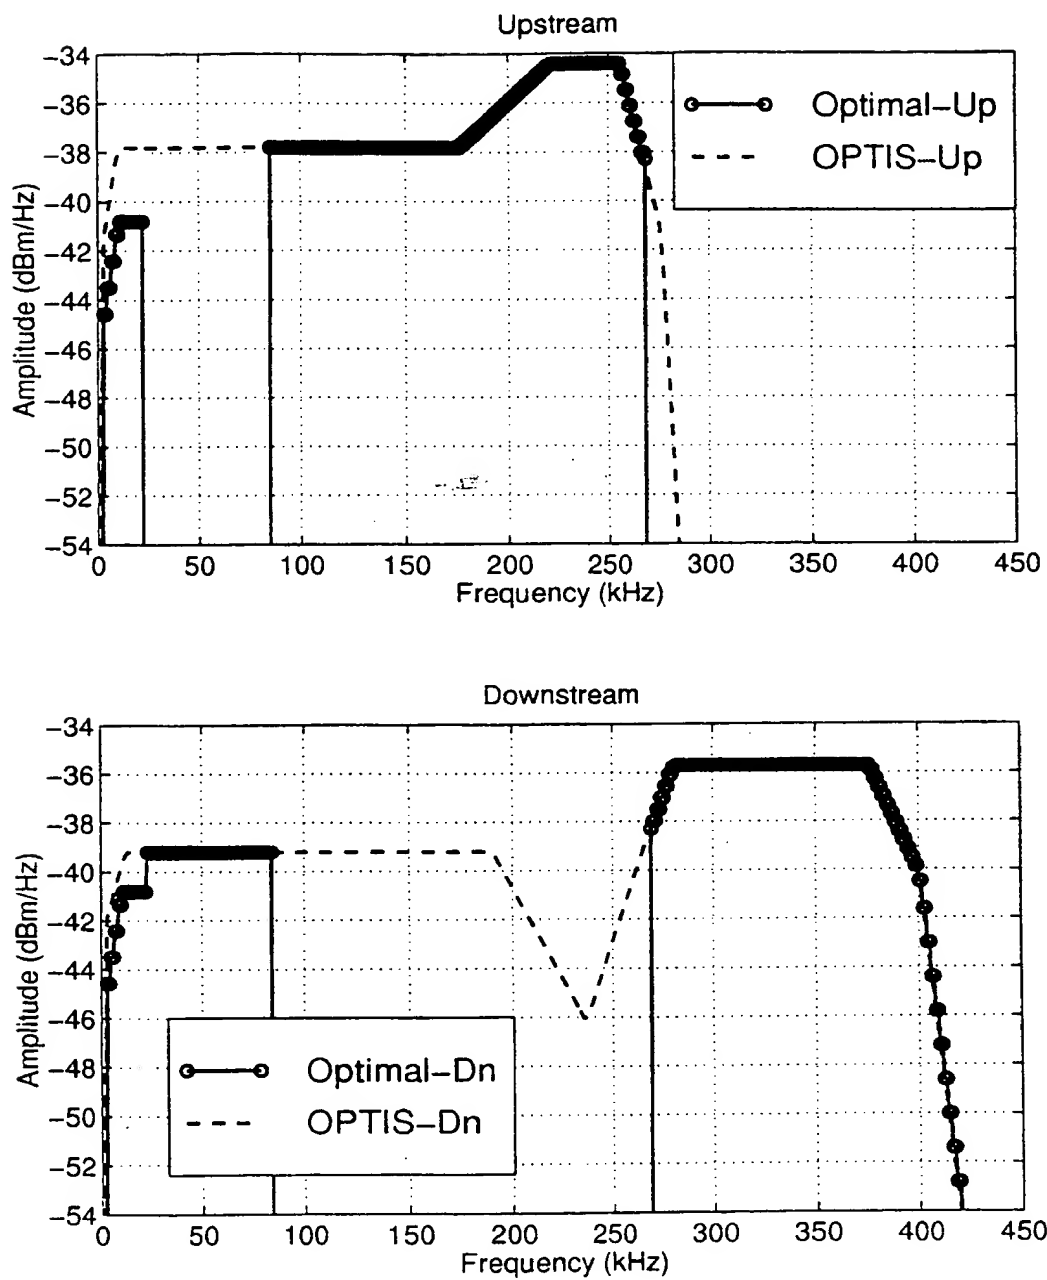 Upstream
−34
−36
−38
−40
−42
−44
−46
−48
−50
−52
−54
Amplitude (dBm/Hz)
Optimal−Up
OPTIS−Up
0 50 100 150 200 250 300 350 400 450
Frequency (kHz)
Downstream
−34
−36
−38
−40
−42
−44
−46
−48
−50
−52
−54
Amplitude (dBm/Hz)
Optimal−Dn
OPTIS−Dn
0 50 100 150 200 250 300 350 400 450
Frequency (kHz)